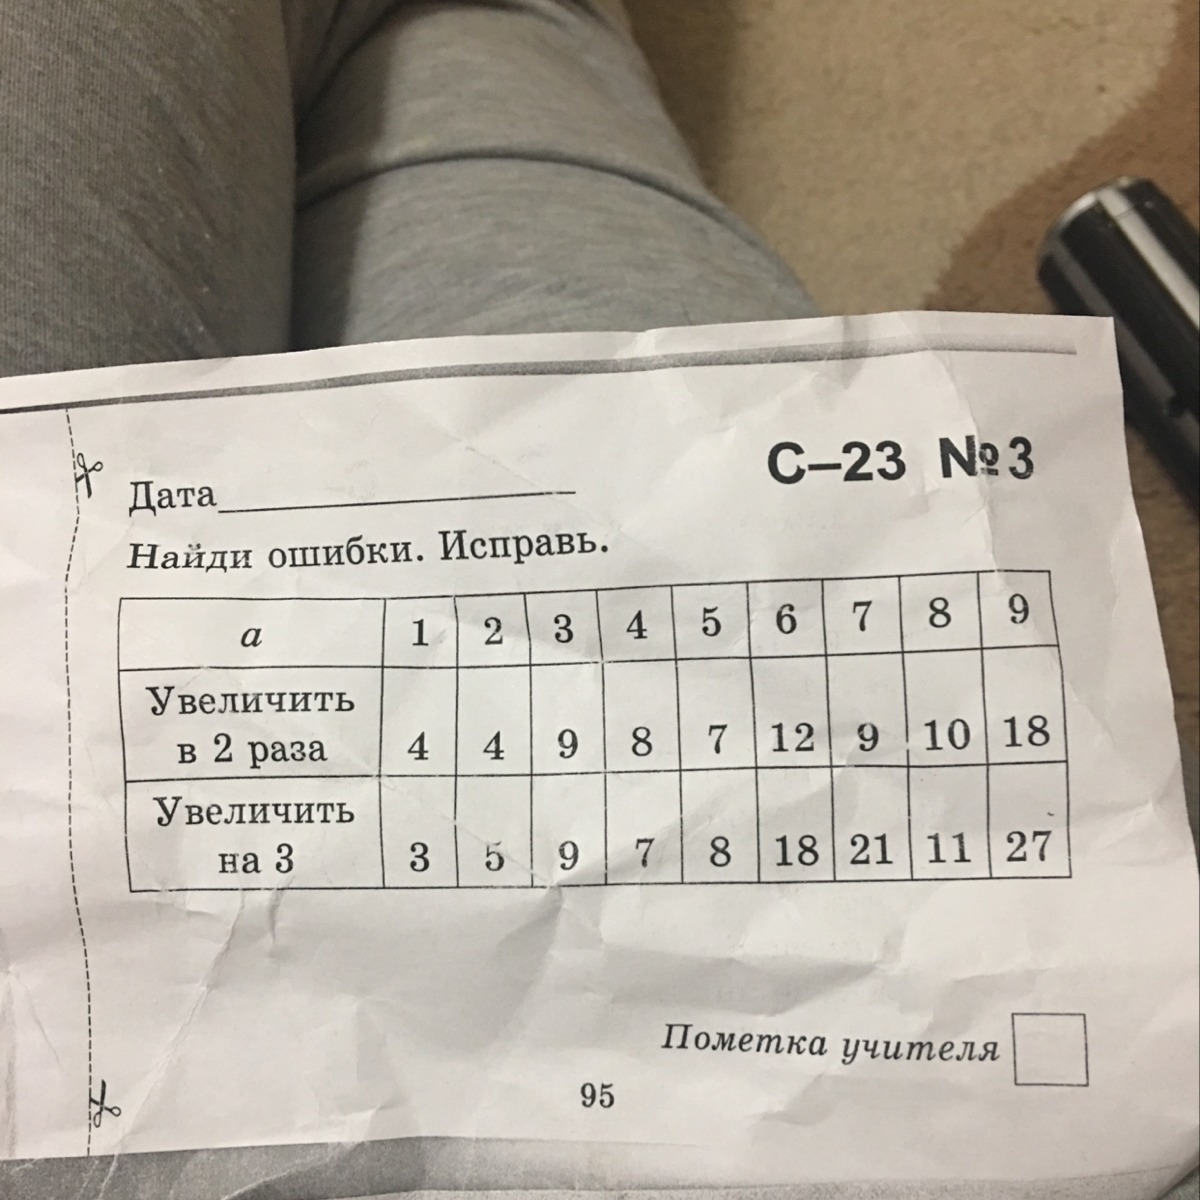 С–23 №3
Дата
Найди ошибки. Исправь.
a 1 2 3 4 5 6 7 8 9
Увеличить
в 2 раза 4 4 9 8 7 12 9 10 18
Увеличить
на 3 3 5 9 7 8 18 21 11 27
Пометка учителя
95